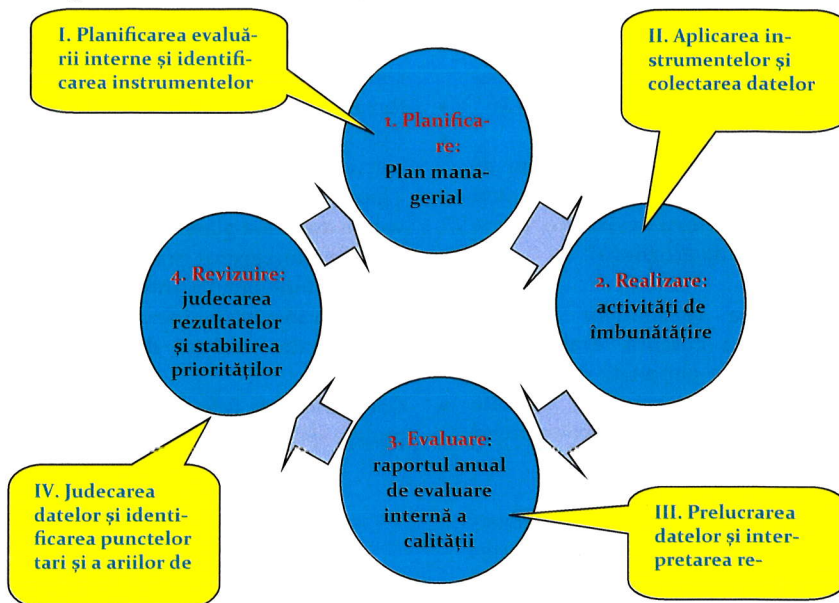 I. Planificarea evaluă-
rii interne și identifi-
carea instrumentelor
II. Aplicarea in-
strumentelor și
colectarea datelor
1. Planifica-
re:
Plan mana-
gerial
4. Revizuire:
judecarea
rezultatelor
și stabilirea
priorităților
2. Realizare:
activități de
îmbunătățire
3. Evaluare:
raportul anual
de evaluare
internă a
calității
IV. Judecarea
datelor și identi-
ficarea punctelor
tari și a ariilor de
III. Prelucrarea
datelor și inter-
pretarea re-